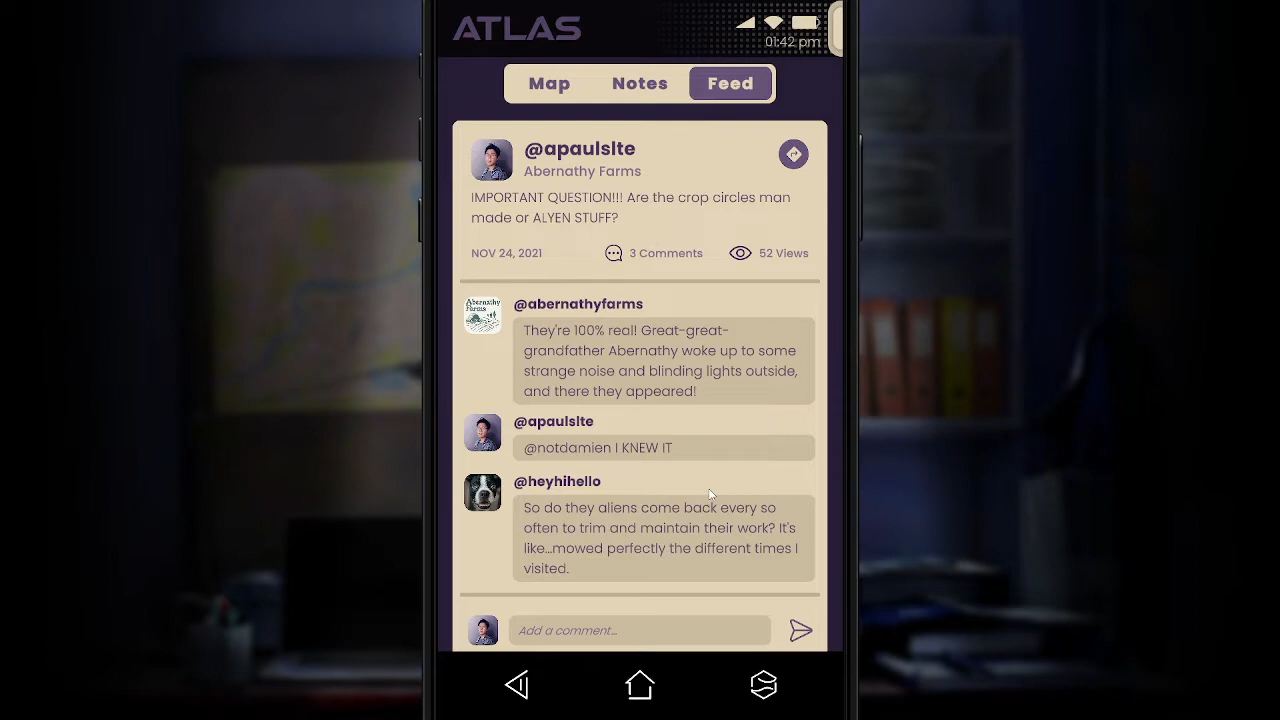 ATLAS
01:42 pm
Map Notes Feed
@apaulslte
Abernathy Farms
IMPORTANT QUESTION!!! Are the crop circles man
made or ALYEN STUFF?
NOV 24, 2021 3 Comments 52 Views
Abernathy
Farms
@abernathyfarms
They're 100% real! Great-great-
grandfather Abernathy woke up to some
strange noise and blinding lights outside,
and there they appeared!
@apaulslte
@notdamien I KNEW IT
@heyhihello
So do they aliens come back every so
often to trim and maintain their work? It's
like...mowed perfectly the different times I
visited.
Add a comment...